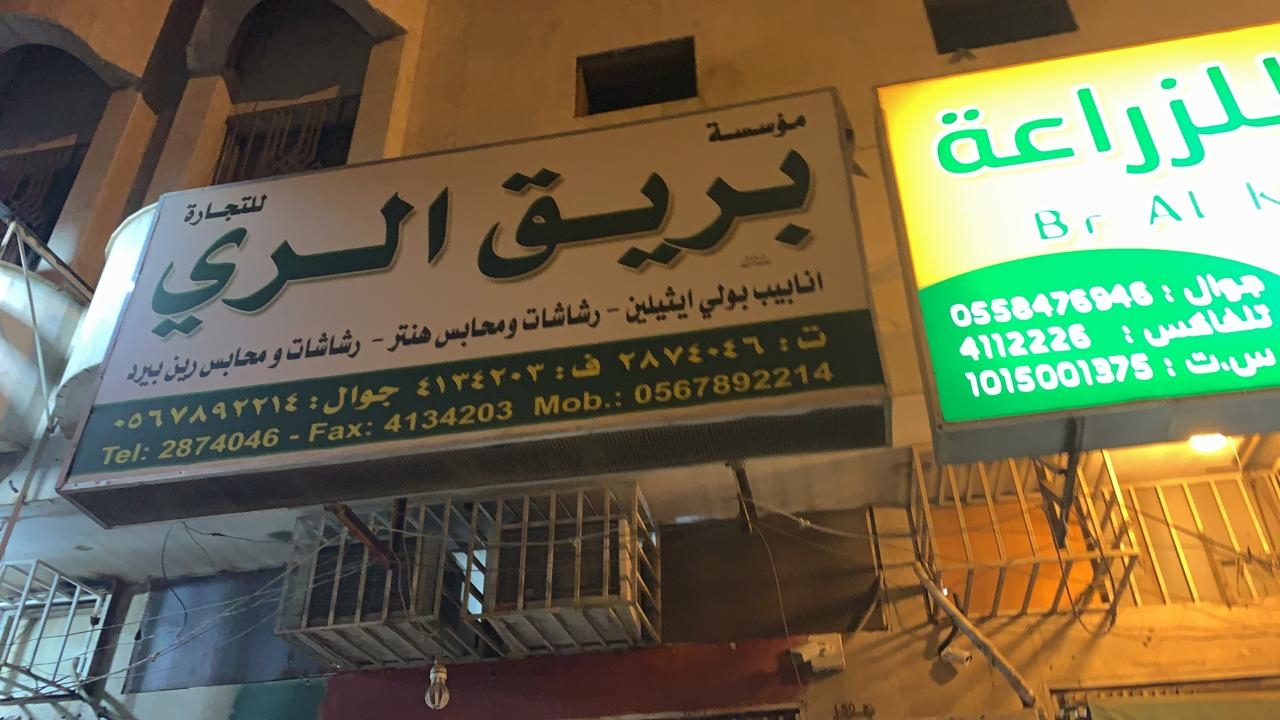 مؤسسة
بريق الري
للتجارة
انابيب بولي ايثيلين - رشاشات ومحابس هنتر - رشاشات و محابس رين بيرد
ت: ٢٨٧٤٠٤٦ ف: ٤١٣٤٢٠٣ جوال: ٠٥٦٧٨٩٢٢١٤
Tel: 2874046 - Fax: 4134203 Mob.: 0567892214
للزراعة
Br Al
جوال : 0558476946
تلفاكس : 4112226
س.ت : 1015001375